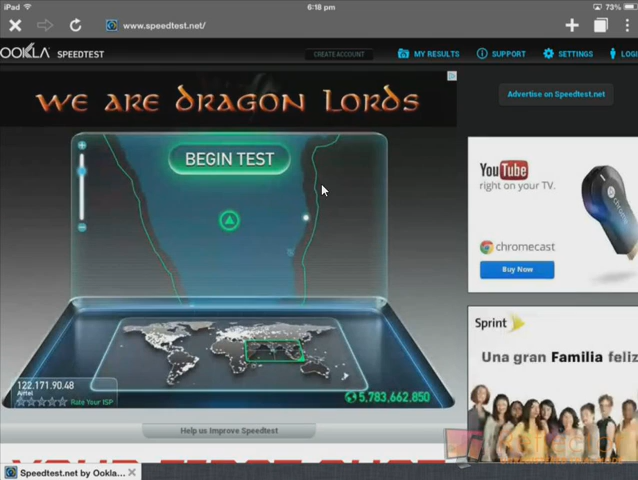 iPad
6:18 pm
73%
www.speedtest.net/
OOKLA SPEEDTEST
CREATE ACCOUNT
MY RESULTS
SUPPORT
SETTINGS
LOGI
WE ARE DRAGON LORDS
Advertise on Speedtest.net
BEGIN TEST
YouTube
right on your TV.
chrome
chromecast
Buy Now
Sprint
Una gran Familia feliz
122.171.90.48
Airtel
Rate Your ISP
5,783,662,850
Help us Improve Speedtest
Speedtest.net by Ookla...